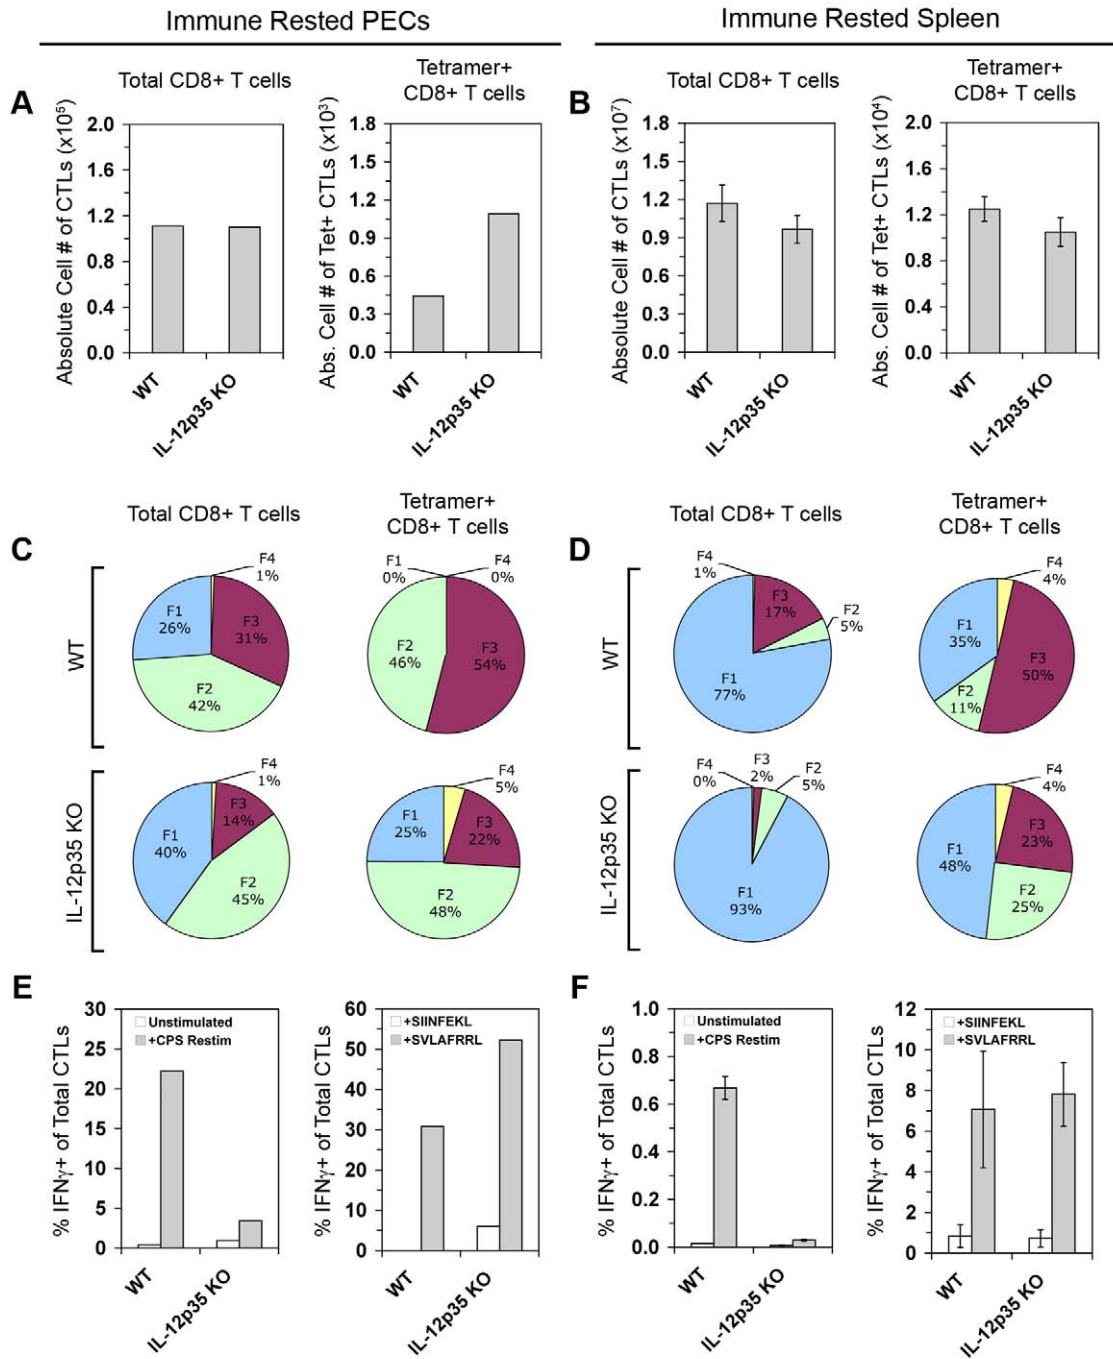 Immune Rested PECs
Immune Rested Spleen
A
Total CD8+ T cells
Absolute Cell # of CTLs (x10⁵)
2.0
1.6
1.2
0.8
0.4
0.0
WT
IL-12p35 KO
Tetramer+
CD8+ T cells
Abs. Cell # of Tet+ CTLs (x10³)
1.8
1.5
1.2
0.9
0.6
0.3
0.0
WT
IL-12p35 KO
B
Total CD8+ T cells
Absolute Cell # of CTLs (x10⁷)
1.8
1.5
1.2
0.9
0.6
0.3
0.0
WT
IL-12p35 KO
Tetramer+
CD8+ T cells
Abs. Cell # of Tet+ CTLs (x10⁴)
2.0
1.6
1.2
0.8
0.4
0.0
WT
IL-12p35 KO
C
Total CD8+ T cells
Tetramer+
CD8+ T cells
WT
F4
1%
F3
31%
F2
42%
F1
26%
F1
0%
F4
0%
F2
46%
F3
54%
IL-12p35 KO
F4
1%
F3
14%
F2
45%
F1
40%
F4
5%
F3
22%
F2
48%
F1
25%
D
Total CD8+ T cells
Tetramer+
CD8+ T cells
WT
F4
1%
F3
17%
F2
5%
F1
77%
F4
4%
F3
50%
F2
11%
F1
35%
IL-12p35 KO
F4
0%
F3
2%
F2
5%
F1
93%
F4
4%
F3
23%
F2
25%
F1
48%
E
% IFNγ+ of Total CTLs
30
25
20
15
10
5
0
Unstimulated
+CPS Restim
WT
IL-12p35 KO
% IFNγ+ of Total CTLs
60
50
40
30
20
10
0
+SIINFEKL
+SVLAFRRL
WT
IL-12p35 KO
F
% IFNγ+ of Total CTLs
1.0
0.8
0.6
0.4
0.2
0.0
Unstimulated
+CPS Restim
WT
IL-12p35 KO
% IFNγ+ of Total CTLs
12
10
8
6
4
2
0
+SIINFEKL
+SVLAFRRL
WT
IL-12p35 KO